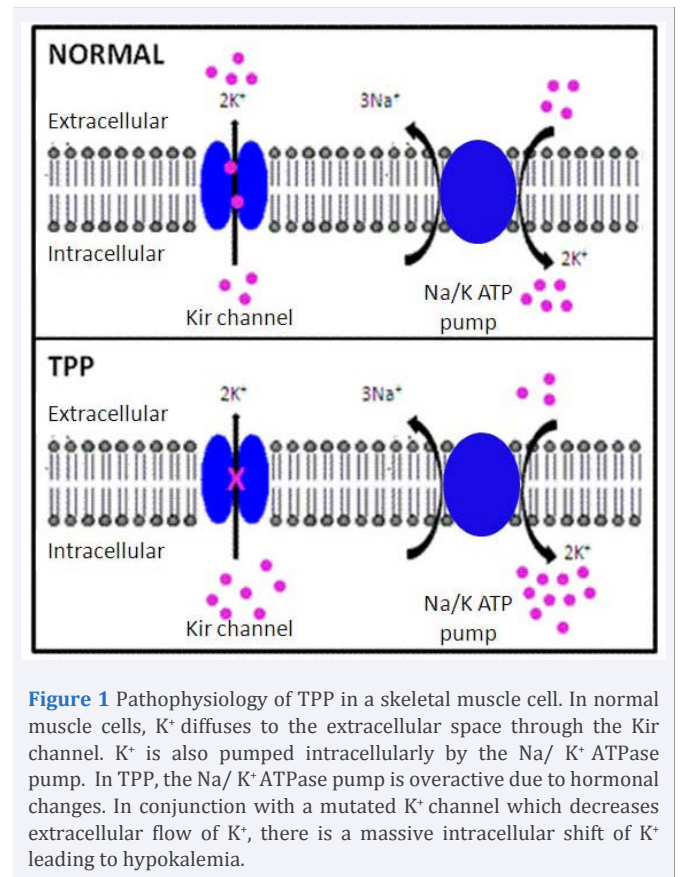 NORMAL
2K⁺ 3Na⁺
Extracellular
Intracellular
2K⁺
Kir channel
Na/K ATP
pump
TPP
2K⁺ 3Na⁺
Extracellular
Intracellular
X
2K⁺
Kir channel
Na/K ATP
pump
Figure 1 Pathophysiology of TPP in a skeletal muscle cell. In normal
muscle cells, K⁺ diffuses to the extracellular space through the Kir
channel. K⁺ is also pumped intracellularly by the Na/ K⁺ ATPase
pump. In TPP, the Na/ K⁺ ATPase pump is overactive due to hormonal
changes. In conjunction with a mutated K⁺ channel which decreases
extracellular flow of K⁺, there is a massive intracellular shift of K⁺
leading to hypokalemia.